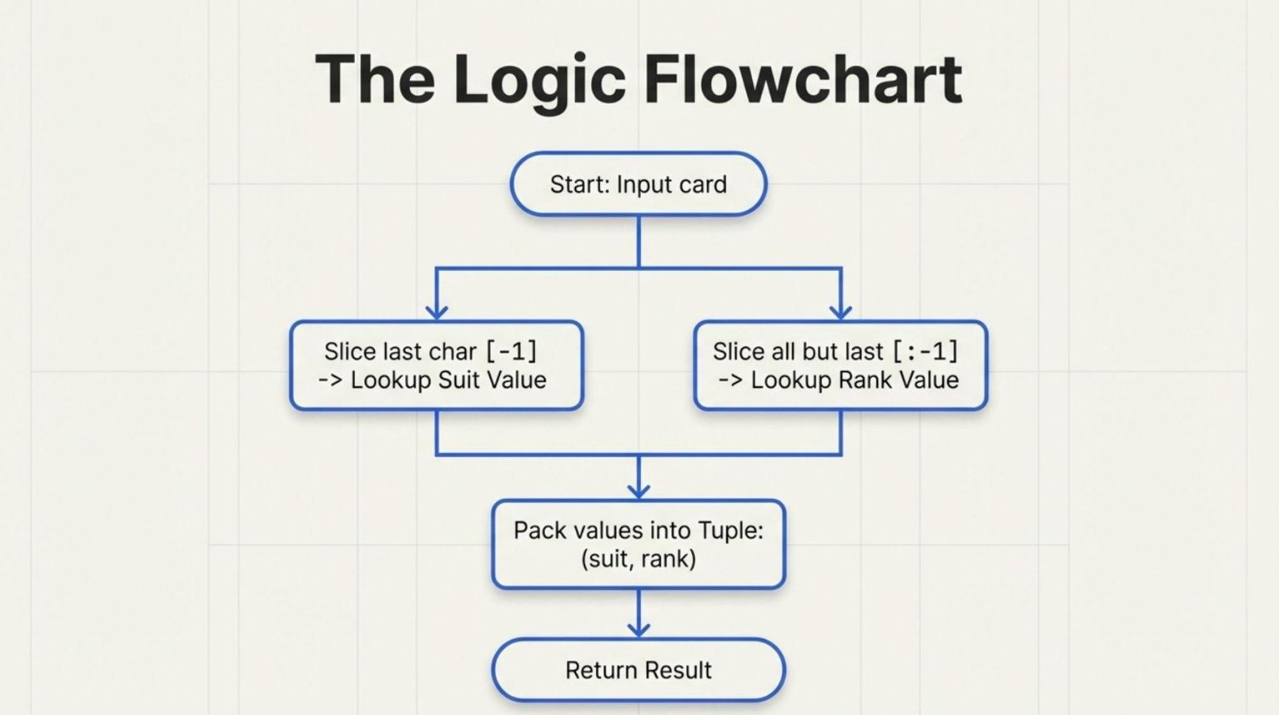 The Logic Flowchart
Start: Input card
Slice last char [-1]
-> Lookup Suit Value
Slice all but last [:-1]
-> Lookup Rank Value
Pack values into Tuple:
(suit, rank)
Return Result